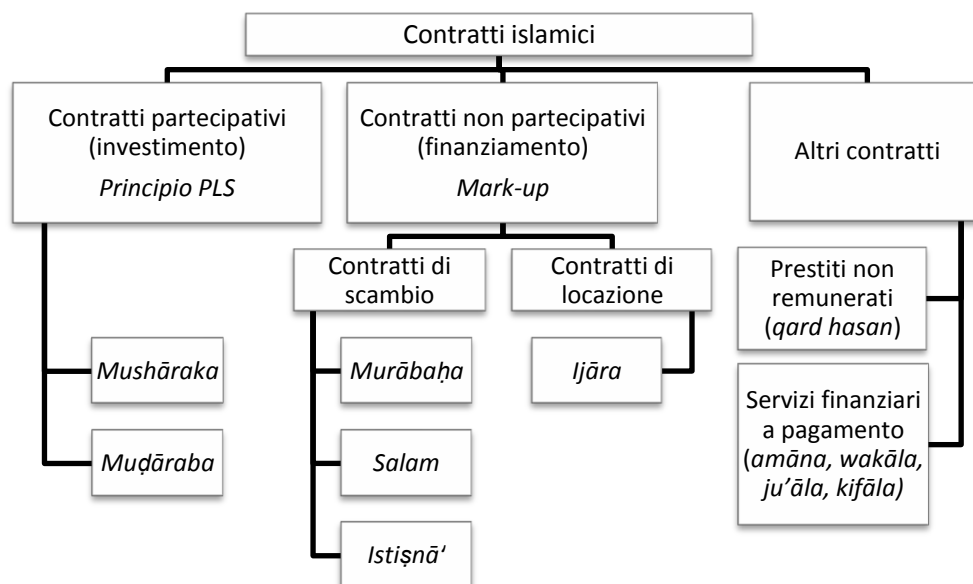 Contratti islamici
Contratti partecipativi
(investimento)
Principio PLS
Mushāraka
Muḍāraba
Contratti non partecipativi
(finanziamento)
Mark-up
Contratti di
scambio
Murābaḥa
Salam
Istiṣnā‘
Contratti di
locazione
Ijāra
Altri contratti
Prestiti non
remunerati
(qard hasan)
Servizi finanziari
a pagamento
(amāna, wakāla,
ju’āla, kifāla)